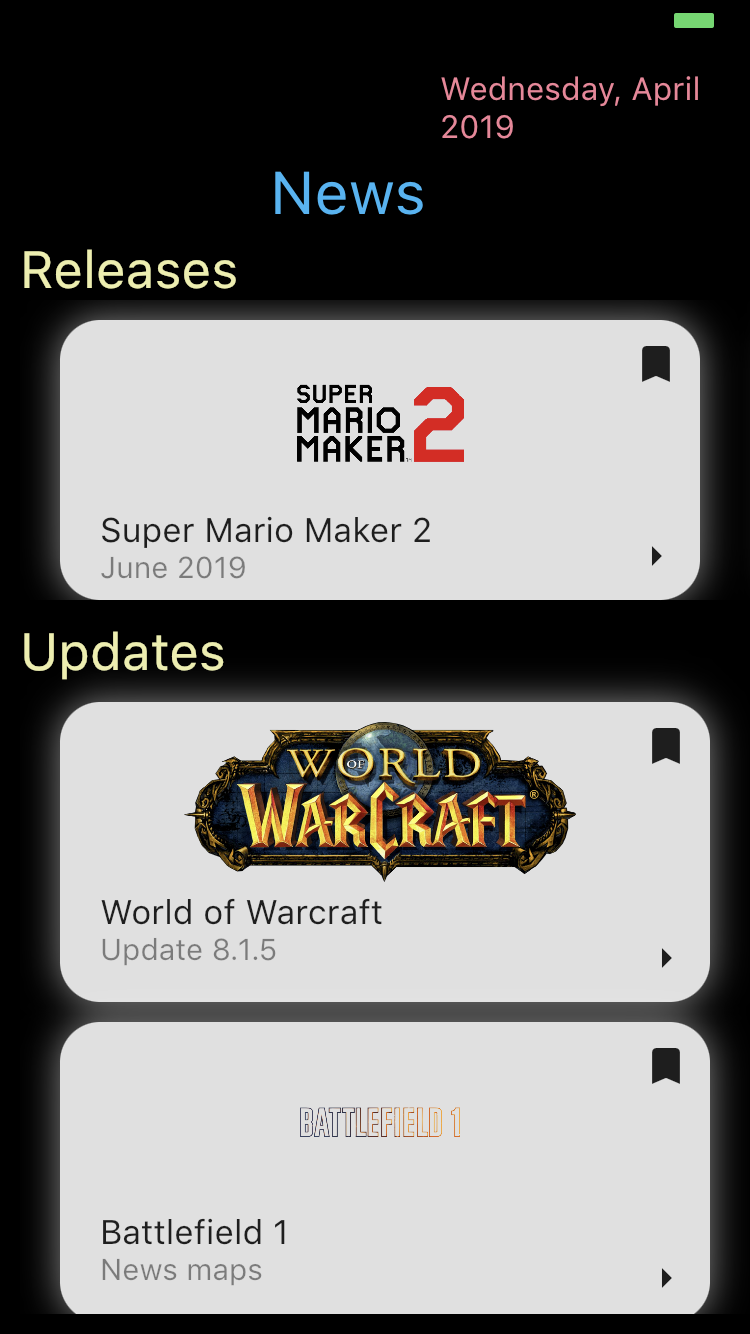 Wednesday, April
2019
News
Releases
SUPER
MARIO
MAKER 2
™
Super Mario Maker 2
June 2019
Updates
WORLD
OF
WARCRAFT®
World of Warcraft
Update 8.1.5
BATTLEFIELD 1
Battlefield 1
News maps